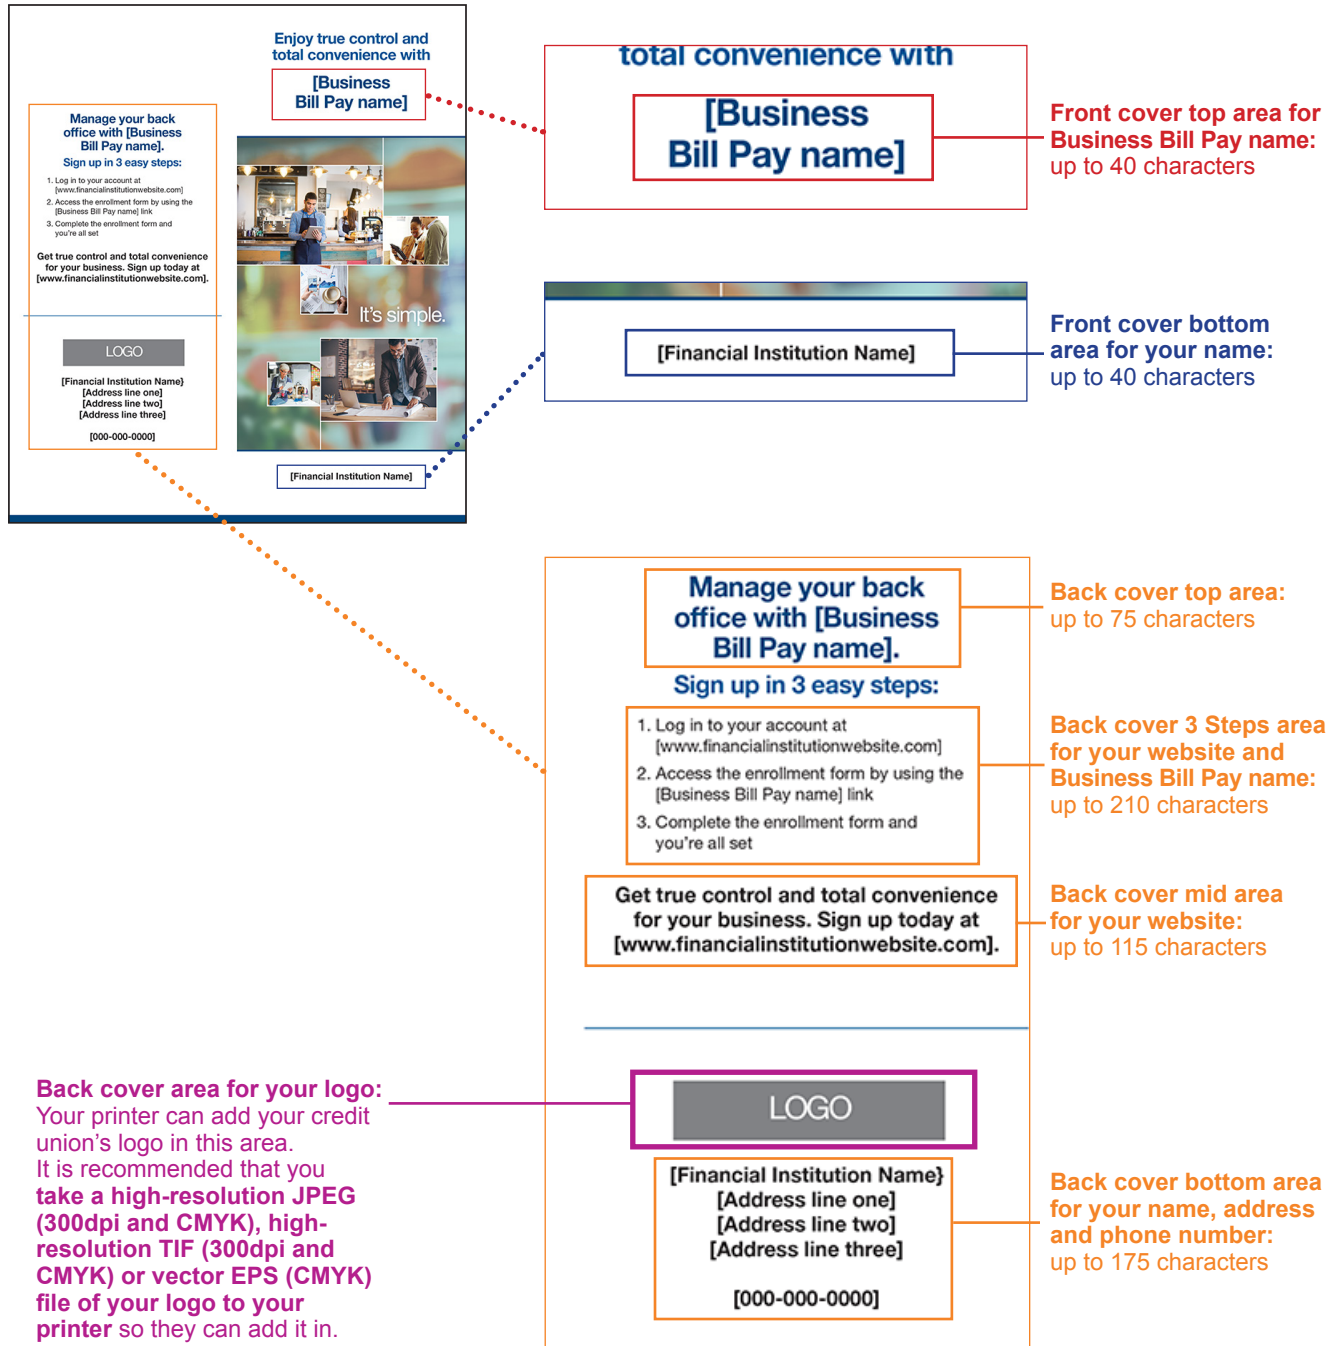 Enjoy true control and
total convenience with
[Business
Bill Pay name]
Manage your back
office with [Business
Bill Pay name].
Sign up in 3 easy steps:
1. Log in to your account at
[www.financialinstitutionwebsite.com]
2. Access the enrollment form by using the
[Business Bill Pay name] link
3. Complete the enrollment form and
you're all set
Get true control and total convenience
for your business. Sign up today at
[www.financialinstitutionwebsite.com].
LOGO
[Financial Institution Name}
[Address line one]
[Address line two]
[Address line three]
[000-000-0000]
It's simple.
[Financial Institution Name]
total convenience with
[Business
Bill Pay name]
Front cover top area for
Business Bill Pay name:
up to 40 characters
[Financial Institution Name]
Front cover bottom
area for your name:
up to 40 characters
Manage your back
office with [Business
Bill Pay name].
Back cover top area:
up to 75 characters
Sign up in 3 easy steps:
1. Log in to your account at
[www.financialinstitutionwebsite.com]
2. Access the enrollment form by using the
[Business Bill Pay name] link
3. Complete the enrollment form and
you're all set
Back cover 3 Steps area
for your website and
Business Bill Pay name:
up to 210 characters
Get true control and total convenience
for your business. Sign up today at
[www.financialinstitutionwebsite.com].
Back cover mid area
for your website:
up to 115 characters
Back cover area for your logo:
Your printer can add your credit
union's logo in this area.
It is recommended that you
take a high-resolution JPEG
(300dpi and CMYK), high-
resolution TIF (300dpi and
CMYK) or vector EPS (CMYK)
file of your logo to your
printer so they can add it in.
LOGO
[Financial Institution Name}
[Address line one]
[Address line two]
[Address line three]
[000-000-0000]
Back cover bottom area
for your name, address
and phone number:
up to 175 characters